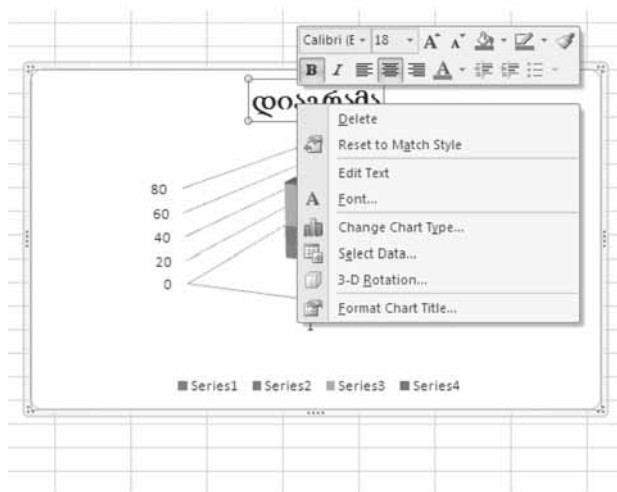 Calibri (E 18 A A
B I A
დიაგრამა
Delete
Reset to Match Style
Edit Text
A Font...
Change Chart Type...
Select Data...
3-D Rotation...
Format Chart Title...
80
60
40
20
0
1
Series1 Series2 Series3 Series4